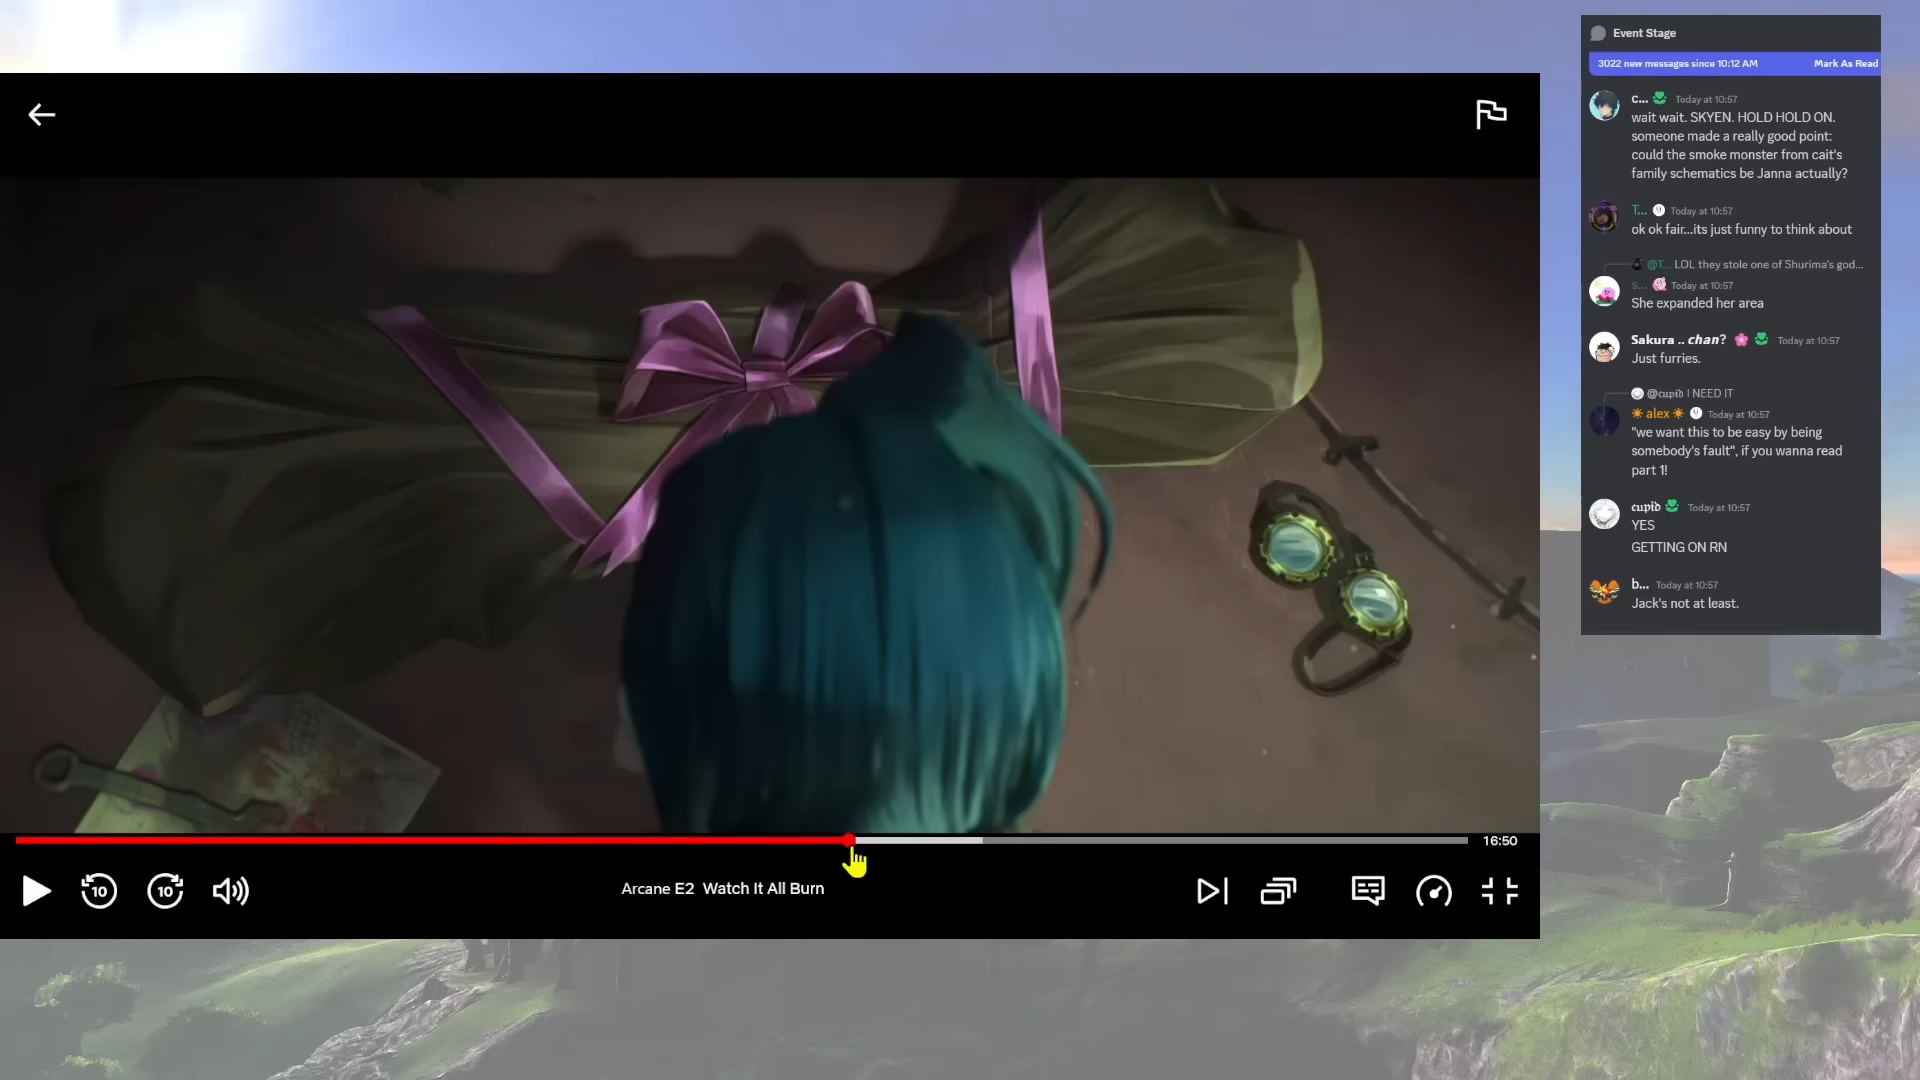 Event Stage
3022 new messages since 10:12 AM Mark As Read
c... Today at 10:57
wait wait. SKYEN. HOLD HOLD ON.
someone made a really good point:
could the smoke monster from cait's
family schematics be Janna actually?
T... Today at 10:57
ok ok fair...its just funny to think about
@T... LOL they stole one of Shurima's god...
s... Today at 10:57
She expanded her area
Sakura .. chan? Today at 10:57
Just furries.
@cupid I NEED IT
alex Today at 10:57
"we want this to be easy by being
somebody's fault", if you wanna read
part 1!
cupid Today at 10:57
YES
GETTING ON RN
b... Today at 10:57
Jack's not at least.
16:50
10
10
Arcane E2 Watch It All Burn